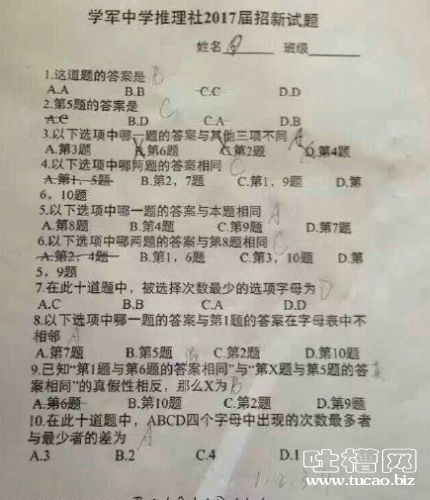 学军中学推理社2017届招新试题
姓名 班级
1.这道题的答案是 B
A.A B.B C.C D.D
2.第5题的答案是 C
A.C B.D C.A D.B
3.以下选项中哪一题的答案与其他三项不同 A
A.第3题 B.第6题 C.第2题 D.第4题
4.以下选项中哪两题的答案相同 C
A.第1，5题 B.第2，7题 C.第1，9题 D.第
6，10题
5.以下选项中哪一题的答案与本题相同 A
A.第8题 B.第4题 C.第9题 D.第7题
6.以下选项中哪两题的答案与第8题相同 C
A.第2，4题 B.第1，6题 C.第3，10题 D.第
5，9题
7.在此十道题中，被选择次数最少的选项字母为 D
A.C B.B C.A D.D
8.以下选项中哪一题的答案与第1题的答案在字母表中不
相邻 A
A.第7题 B.第5题 C.第2题 D.第10题
9.已知“第1题与第6题的答案相同”与“第X题与第5题的答
案相同”的真假性相反，那么X为 B
A.第6题 B.第10题 C.第2题 D.第9题
10.在此十道题中，ABCD四个字母中出现的次数最多者
与最少者的差为 A
A.3 B.2 C.4 D.1
吐槽网
www.tucao.biz